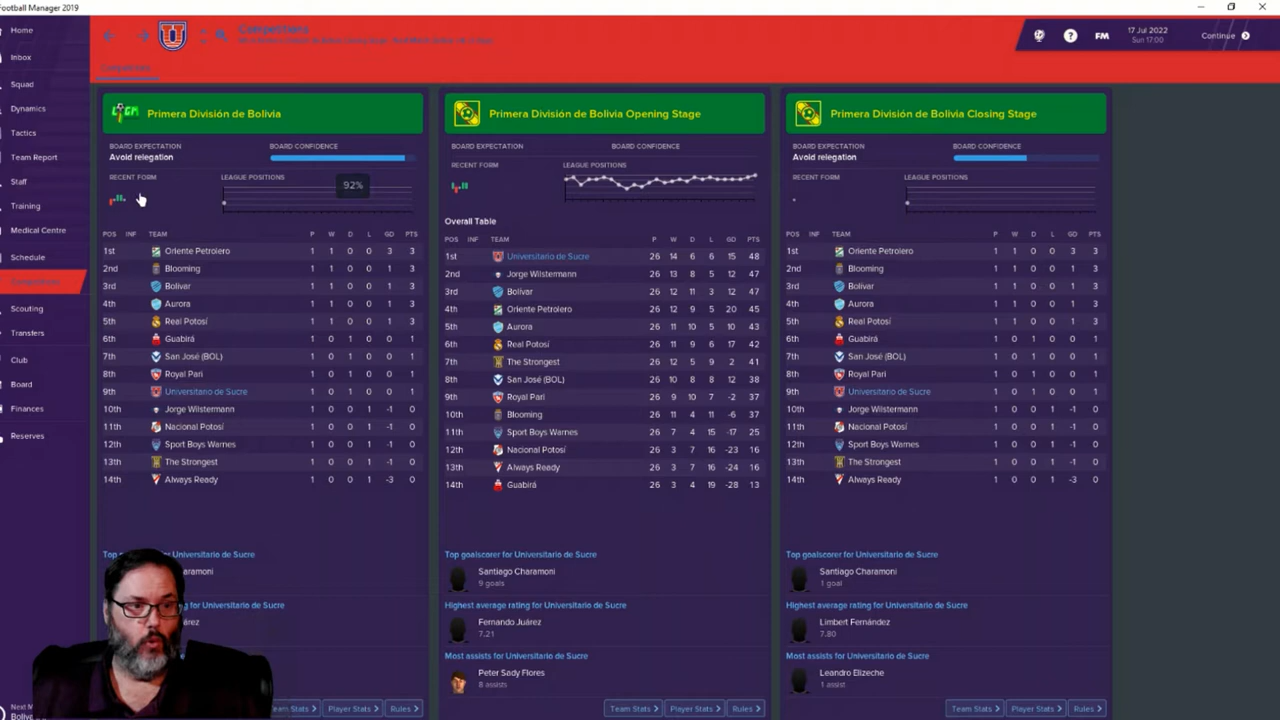 Football Manager 2019
Home
Inbox
Squad
Dynamics
Tactics
Team Report
Staff
Training
Medical Centre
Schedule
Scouting
Transfers
Club
Board
Finances
Reserves
17 Jul 2022
Sun 17:00
FM
Continue
Primera División de Bolivia
BOARD EXPECTATION
BOARD CONFIDENCE
Avoid relegation
RECENT FORM
LEAGUE POSITIONS
92%
POS INF TEAM P W D L GD PTS
1st Oriente Petrolero 1 1 0 0 3 3
2nd Blooming 1 1 0 0 1 3
3rd Bolívar 1 1 0 0 1 3
4th Aurora 1 1 0 0 1 3
5th Real Potosí 1 1 0 0 1 3
6th Guabirá 1 0 1 0 0 1
7th San José (BOL) 1 0 1 0 0 1
8th Royal Pari 1 0 1 0 0 1
9th Universitario de Sucre 1 0 1 0 0 1
10th Jorge Wilstermann 1 0 0 1 -1 0
11th Nacional Potosí 1 0 0 1 -1 0
12th Sport Boys Warnes 1 0 0 1 -1 0
13th The Strongest 1 0 0 1 -1 0
14th Always Ready 1 0 0 1 -3 0
for Universitario de Sucre
for Universitario de Sucre
Player Stats >
Rules >
Primera División de Bolivia Opening Stage
BOARD EXPECTATION
BOARD CONFIDENCE
RECENT FORM
LEAGUE POSITIONS
Overall Table
POS INF TEAM P W D L GD PTS
1st Universitario de Sucre 26 14 6 6 15 48
2nd Jorge Wilstermann 26 13 8 5 12 47
3rd Bolívar 26 12 11 3 12 47
4th Oriente Petrolero 26 12 9 5 20 45
5th Aurora 26 11 10 5 10 43
6th Real Potosí 26 11 9 6 17 42
7th The Strongest 26 12 5 9 2 41
8th San José (BOL) 26 10 8 8 12 38
9th Royal Pari 26 9 10 7 -2 37
10th Blooming 26 11 4 11 -6 37
11th Sport Boys Warnes 26 7 4 15 -17 25
12th Nacional Potosí 26 3 7 16 -23 16
13th Always Ready 26 3 7 16 -24 16
14th Guabirá 26 3 4 19 -28 13
Top goalscorer for Universitario de Sucre
Santiago Charamoni
9 goals
Highest average rating for Universitario de Sucre
Fernando Juárez
7.21
Most assists for Universitario de Sucre
Peter Sady Flores
8 assists
Team Stats >
Player Stats >
Rules >
Primera División de Bolivia Closing Stage
BOARD EXPECTATION
BOARD CONFIDENCE
Avoid relegation
RECENT FORM
LEAGUE POSITIONS
POS INF TEAM P W D L GD PTS
1st Oriente Petrolero 1 1 0 0 3 3
2nd Blooming 1 1 0 0 1 3
3rd Bolívar 1 1 0 0 1 3
4th Aurora 1 1 0 0 1 3
5th Real Potosí 1 1 0 0 1 3
6th Guabirá 1 0 1 0 0 1
7th San José (BOL) 1 0 1 0 0 1
8th Royal Pari 1 0 1 0 0 1
9th Universitario de Sucre 1 0 1 0 0 1
10th Jorge Wilstermann 1 0 0 1 -1 0
11th Nacional Potosí 1 0 0 1 -1 0
12th Sport Boys Warnes 1 0 0 1 -1 0
13th The Strongest 1 0 0 1 -1 0
14th Always Ready 1 0 0 1 -3 0
Top goalscorer for Universitario de Sucre
Santiago Charamoni
1 goal
Highest average rating for Universitario de Sucre
Limbert Fernández
7.80
Most assists for Universitario de Sucre
Leandro Elizeche
1 assist
Team Stats >
Player Stats >
Rules >